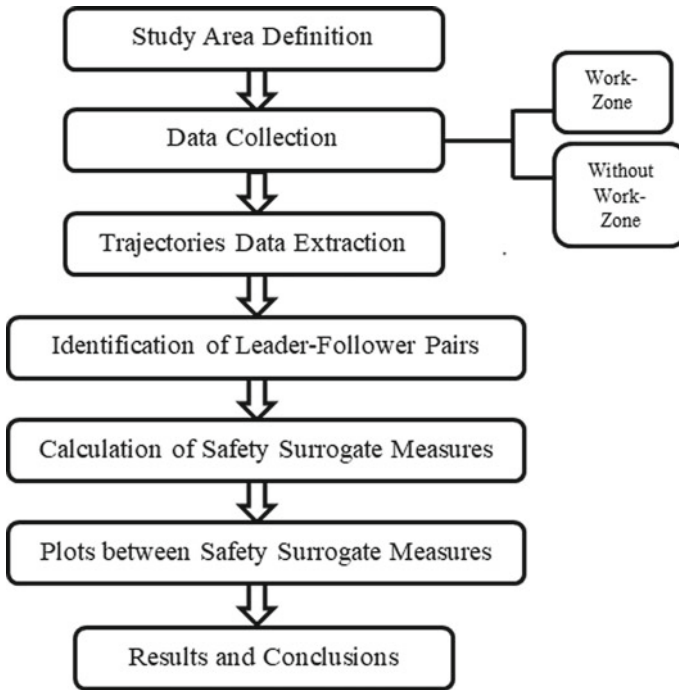 Study Area Definition
Data Collection
Work-
Zone
Without
Work-
Zone
Trajectories Data Extraction
Identification of Leader-Follower Pairs
Calculation of Safety Surrogate Measures
Plots between Safety Surrogate Measures
Results and Conclusions